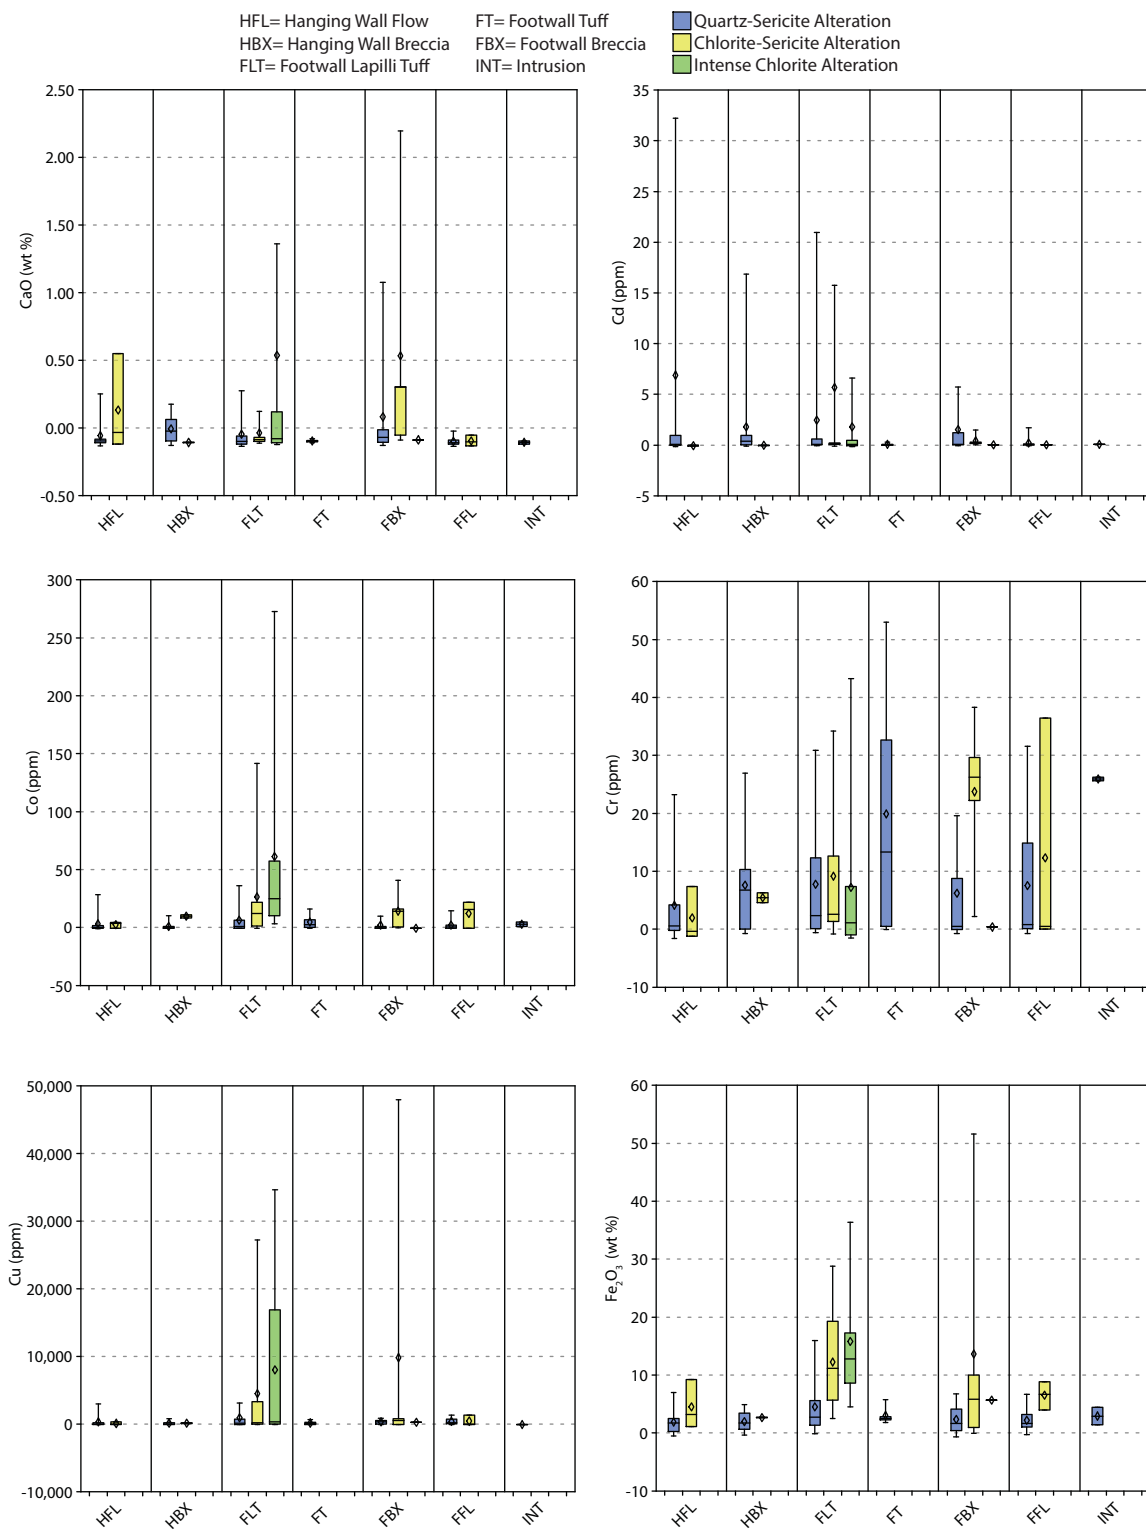 HFL= Hanging Wall Flow
HBX= Hanging Wall Breccia
FLT= Footwall Lapilli Tuff
FT= Footwall Tuff
FBX= Footwall Breccia
INT= Intrusion
Quartz-Sericite Alteration
Chlorite-Sericite Alteration
Intense Chlorite Alteration
CaO (wt %)
2.50
2.00
1.50
1.00
0.50
0.00
-0.50
HFL
HBX
FLT
FT
FBX
FFL
INT
Cd (ppm)
35
30
25
20
15
10
5
0
-5
HFL
HBX
FLT
FT
FBX
FFL
INT
Co (ppm)
300
250
200
150
100
50
0
-50
HFL
HBX
FLT
FT
FBX
FFL
INT
Cr (ppm)
60
50
40
30
20
10
0
-10
HFL
HBX
FLT
FT
FBX
FFL
INT
Cu (ppm)
50,000
40,000
30,000
20,000
10,000
0
-10,000
HFL
HBX
FLT
FT
FBX
FFL
INT
Fe₂O₃ (wt %)
60
50
40
30
20
10
0
-10
HFL
HBX
FLT
FT
FBX
FFL
INT